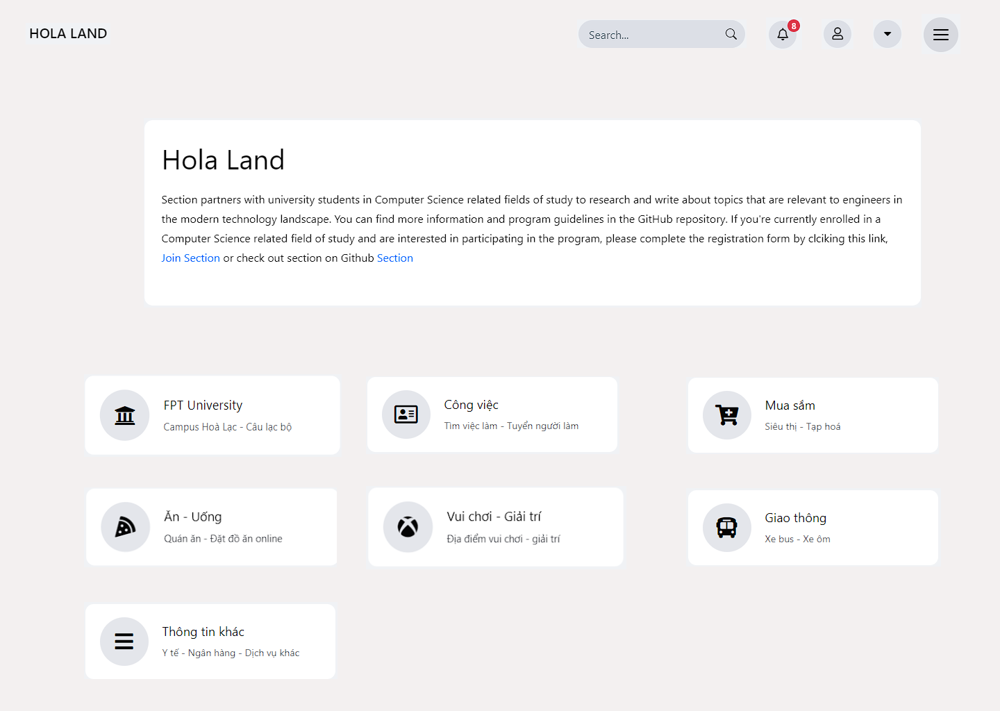 HOLA LAND
Search...
8
Hola Land
Section partners with university students in Computer Science related fields of study to research and write about topics that are relevant to engineers in
the modern technology landscape. You can find more information and program guidelines in the GitHub repository. If you're currently enrolled in a
Computer Science related field of study and are interested in participating in the program, please complete the registration form by clciking this link,
Join Section or check out section on Github Section
FPT University
Campus Hoà Lạc - Câu lạc bộ
Công việc
Tìm việc làm - Tuyển người làm
Mua sắm
Siêu thị - Tạp hoá
Ăn - Uống
Quán ăn - Đặt đồ ăn online
Vui chơi - Giải trí
Địa điểm vui chơi - giải trí
Giao thông
Xe bus - Xe ôm
Thông tin khác
Y tế - Ngân hàng - Dịch vụ khác